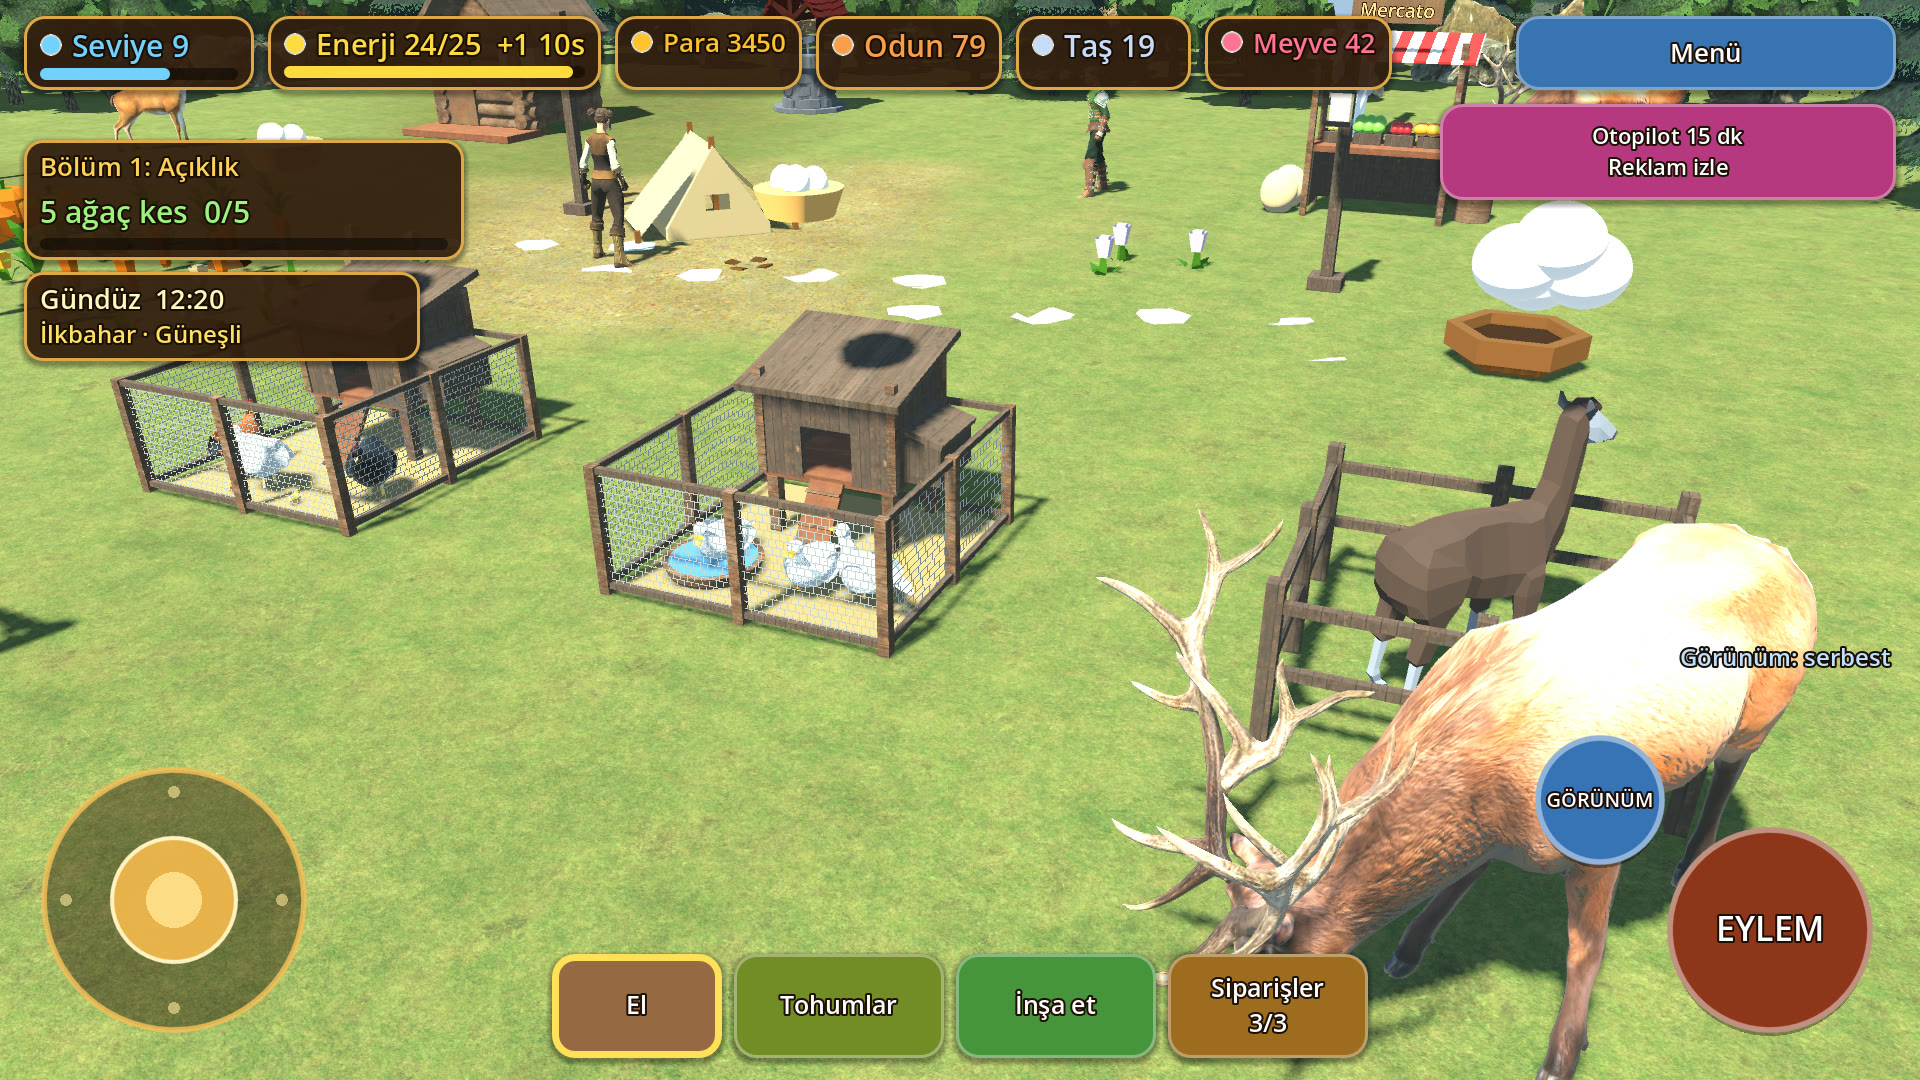 Mercato
Seviye 9
Enerji 24/25 +1 10s
Para 3450
Odun 79
Taş 19
Meyve 42
Menü
Otopilot 15 dk
Reklam izle
Bölüm 1: Açıklık
5 ağaç kes 0/5
Gündüz 12:20
İlkbahar · Güneşli
Görünüm: serbest
GÖRÜNÜM
EYLEM
El
Tohumlar
İnşa et
Siparişler
3/3